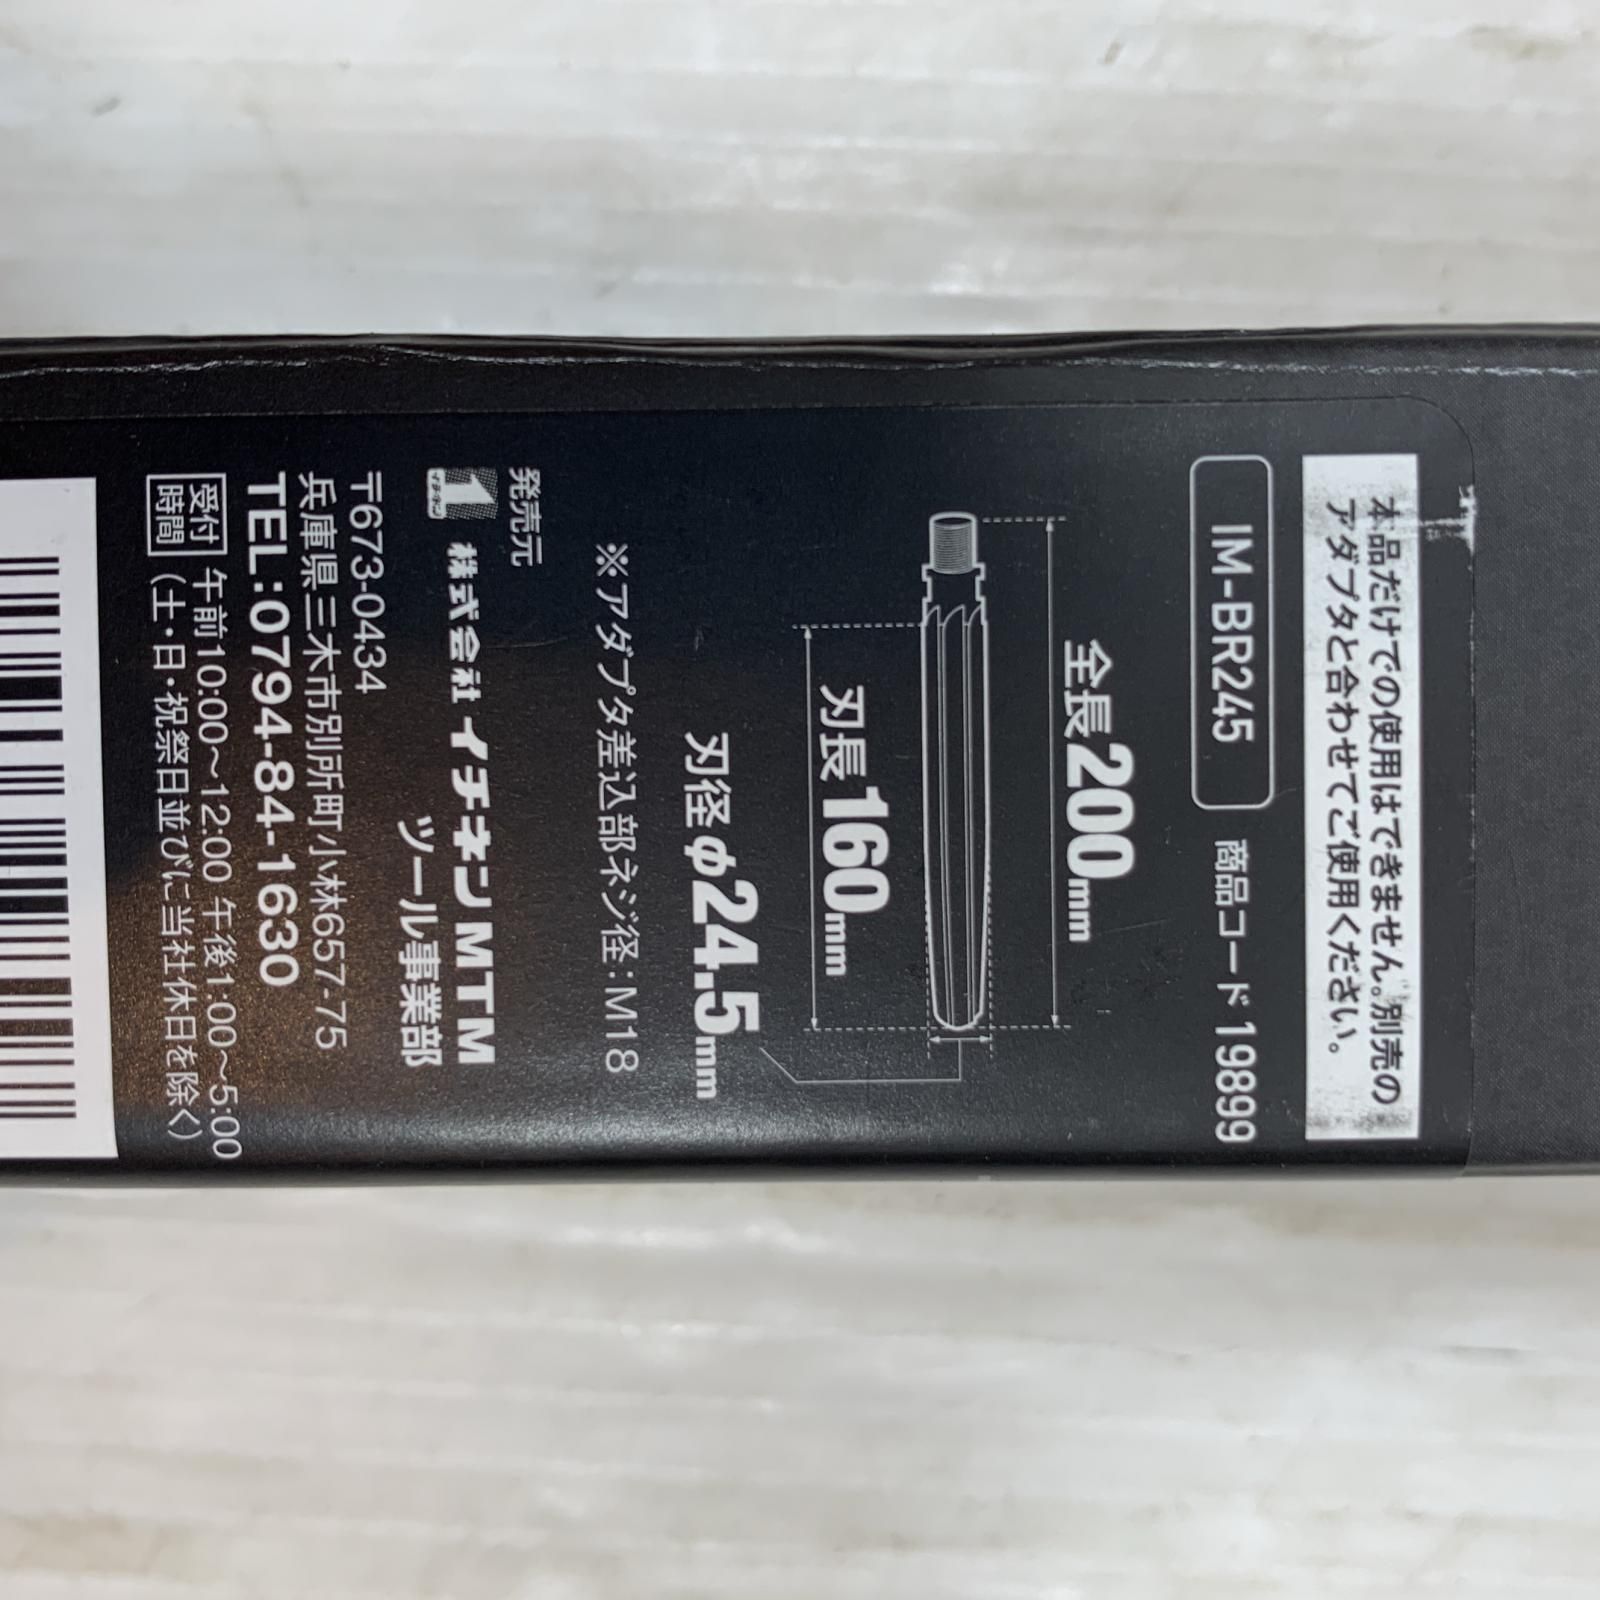 本品だけでの使用はできません。別売の
アダプタと合わせてご使用ください。
IM-BR245 商品コード 19899
全長200mm
刃長160mm
刃径φ24.5mm
※アダプタ差込部ネジ径:M18
発売元
1 イチネン 株式会社イチネンMTM
ツール事業部
〒673-0434
兵庫県三木市別所町小林657-75
TEL:0794-84-1630
受付時間 午前10:00〜12:00 午後1:00〜5:00
(土・日・祝祭日並びに当社休日を除く)